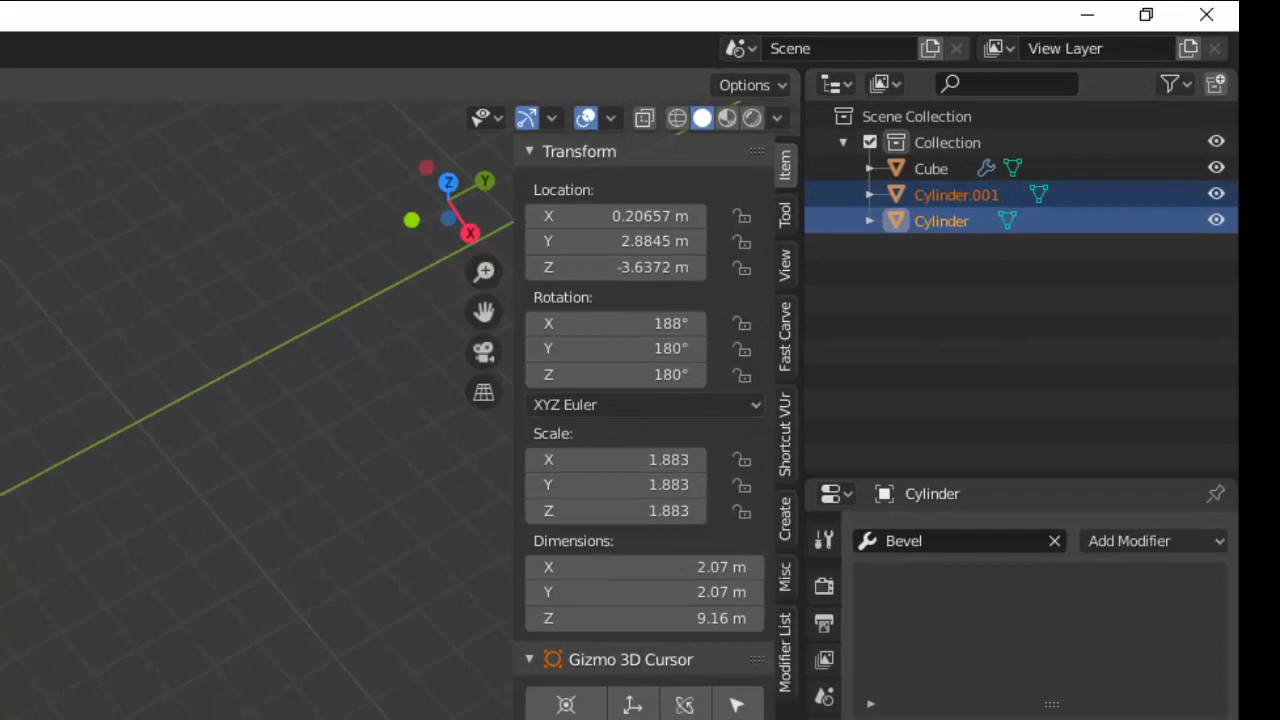 Scene
View Layer
Options
Scene Collection
Collection
Cube
Cylinder.001
Cylinder
Transform
Location:
X 0.20657 m
Y 2.8845 m
Z -3.6372 m
Rotation:
X 188°
Y 180°
Z 180°
XYZ Euler
Scale:
X 1.883
Y 1.883
Z 1.883
Dimensions:
X 2.07 m
Y 2.07 m
Z 9.16 m
Gizmo 3D Cursor
Item
Tool
View
Fast Carve
Shortcut VUr
Create
Misc
Modifier List
Z
Y
X
Cylinder
Bevel
Add Modifier